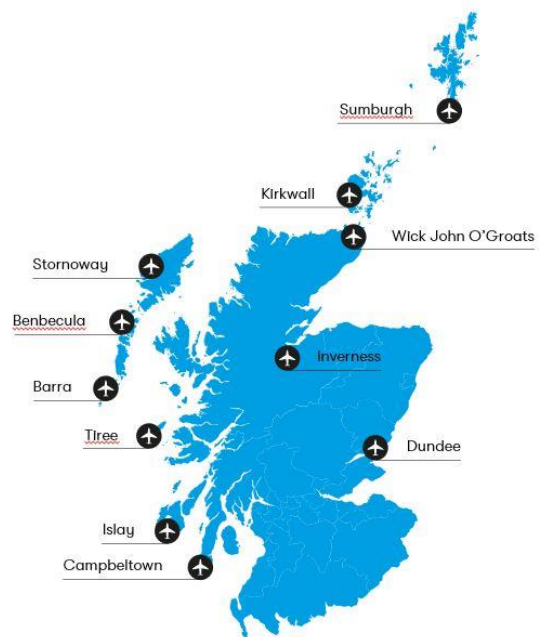 Sumburgh
Kirkwall
Wick John O'Groats
Stornoway
Benbecula
Inverness
Barra
Tiree
Dundee
Islay
Campbeltown